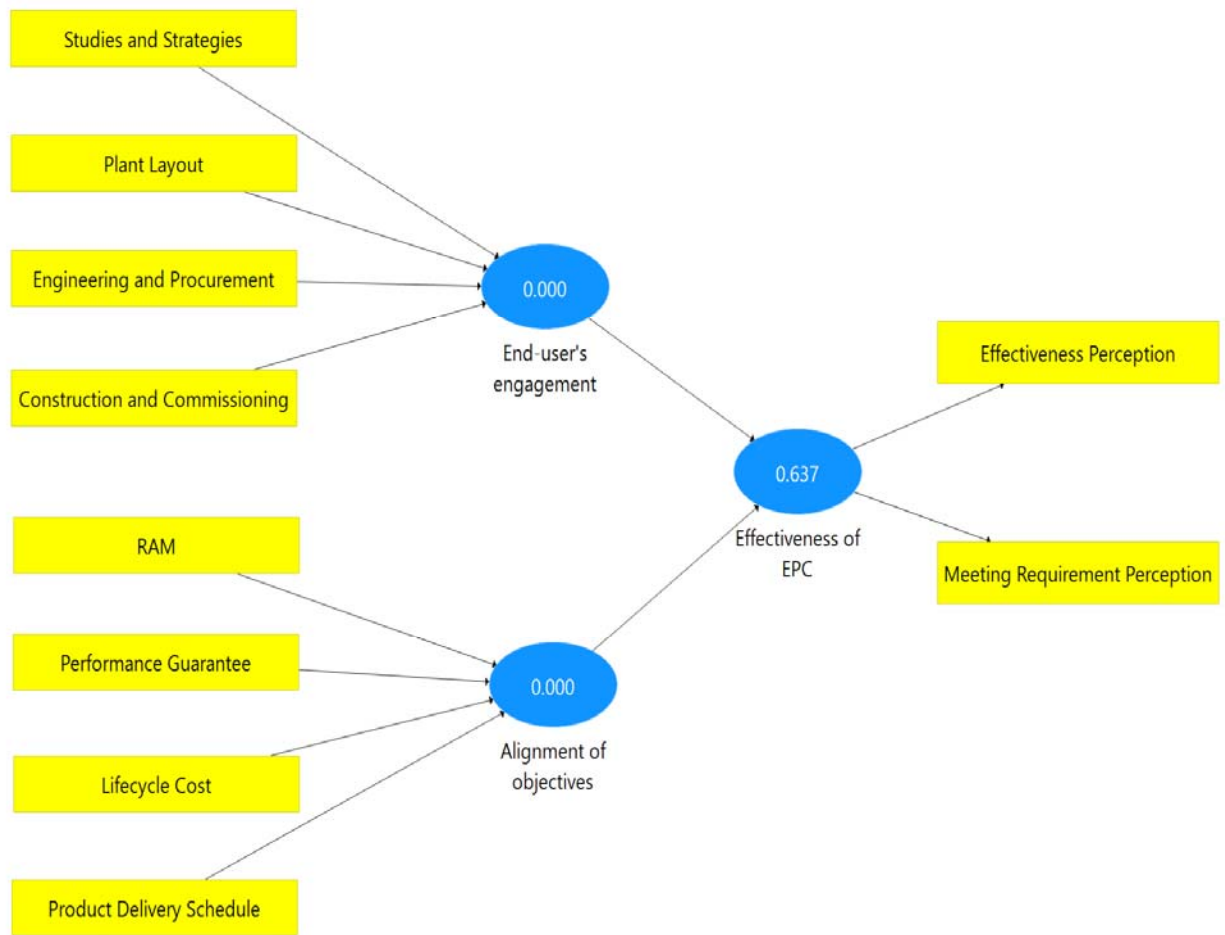 Studies and Strategies
Plant Layout
Engineering and Procurement
Construction and Commissioning
0.000
End-user's
engagement
RAM
Performance Guarantee
Lifecycle Cost
Product Delivery Schedule
0.000
Alignment of
objectives
0.637
Effectiveness of
EPC
Effectiveness Perception
Meeting Requirement Perception